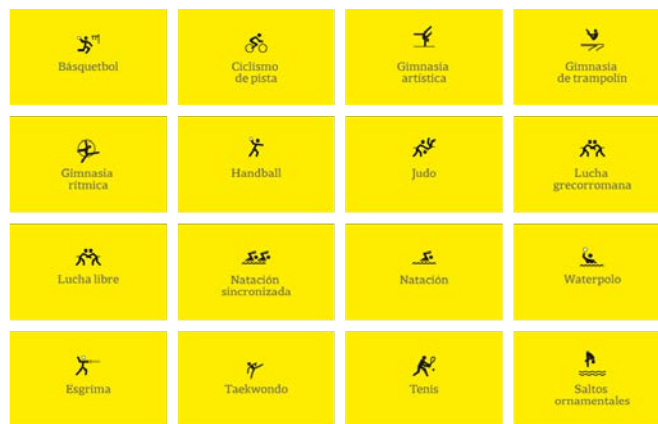 Básquetbol
Ciclismo
de pista
Gimnasia
artística
Gimnasia
de trampolín
Gimnasia
rítmica
Handball
Judo
Lucha
grecorromana
Lucha libre
Natación
sincronizada
Natación
Waterpolo
Esgrima
Taekwondo
Tenis
Saltos
ornamentales